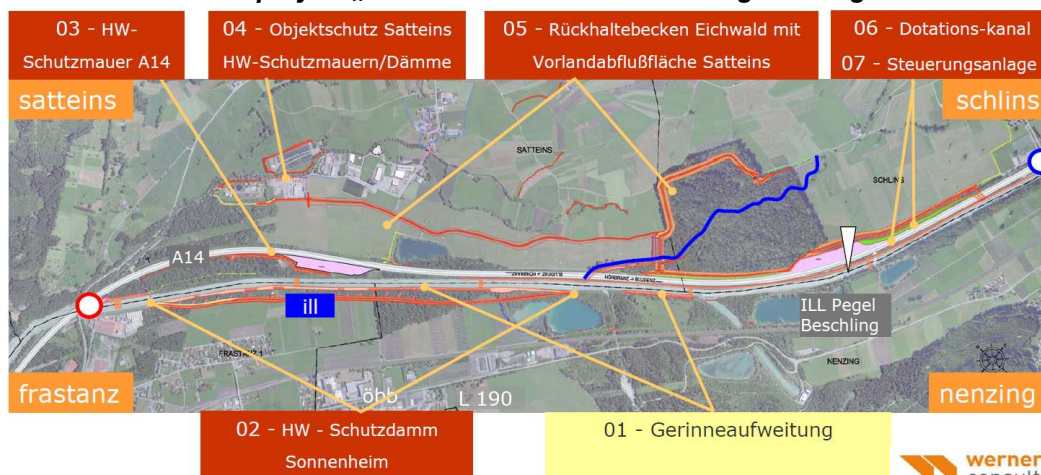 03 - HW-
Schutzmauer A14
04 - Objektschutz Satteins
HW-Schutzmauern/Dämme
05 - Rückhaltebecken Eichwald mit
Vorlandabflußfläche Satteins
06 - Dotations-kanal
07 - Steuerungsanlage
satteins
schlins
SATTEINS
SCHLINS
A14
ill
ILL Pegel
Beschling
FRASTANZ 1
NENZING
frastanz
öbb
L 190
nenzing
02 - HW - Schutzdamm
Sonnenheim
01 - Gerinneaufweitung
werner
consult